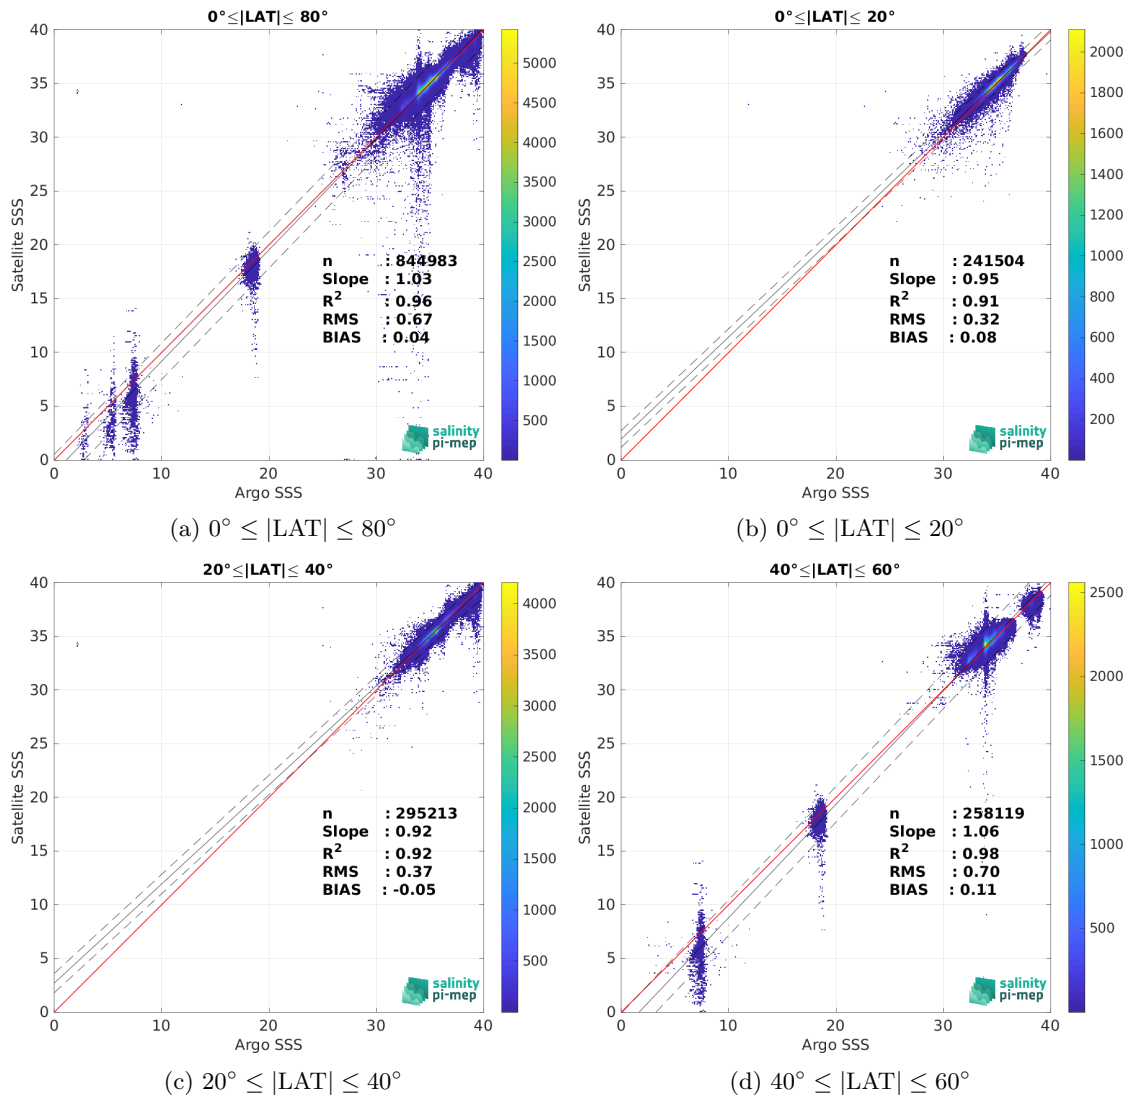 0°≤|LAT|≤ 80°
40
35
30
25
20
15
10
5
0
Satellite SSS
0
10
20
30
40
Argo SSS
5000
4500
4000
3500
3000
2500
2000
1500
1000
500
n : 844983
Slope : 1.03
R² : 0.96
RMS : 0.67
BIAS : 0.04
salinity
pi-mep
(a) 0° ≤ |LAT| ≤ 80°
0°≤|LAT|≤ 20°
40
35
30
25
20
15
10
5
0
Satellite SSS
0
10
20
30
40
Argo SSS
2000
1800
1600
1400
1200
1000
800
600
400
200
n : 241504
Slope : 0.95
R² : 0.91
RMS : 0.32
BIAS : 0.08
salinity
pi-mep
(b) 0° ≤ |LAT| ≤ 20°
20°≤|LAT|≤ 40°
40
35
30
25
20
15
10
5
0
Satellite SSS
0
10
20
30
40
Argo SSS
4000
3500
3000
2500
2000
1500
1000
500
n : 295213
Slope : 0.92
R² : 0.92
RMS : 0.37
BIAS : -0.05
salinity
pi-mep
(c) 20° ≤ |LAT| ≤ 40°
40°≤|LAT|≤ 60°
40
35
30
25
20
15
10
5
0
Satellite SSS
0
10
20
30
40
Argo SSS
2500
2000
1500
1000
500
n : 258119
Slope : 1.06
R² : 0.98
RMS : 0.70
BIAS : 0.11
salinity
pi-mep
(d) 40° ≤ |LAT| ≤ 60°